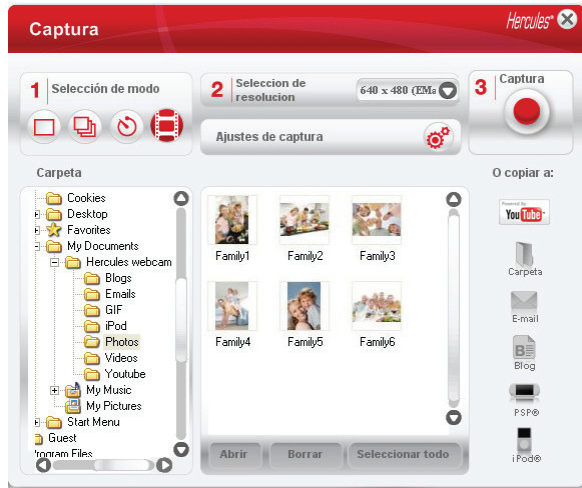 Captura
Hercules®
1 Selección de modo
2 Seleccion de
resolucion
640 x 480 (EMa
3 Captura
Ajustes de captura
Carpeta
O copiar a:
Cookies
Desktop
Favorites
My Documents
Hercules webcam
Blogs
Emails
GIF
iPod
Photos
Videos
Youtube
My Music
My Pictures
Start Menu
Guest
Program Files
Family1
Family2
Family3
Family4
Family5
Family6
Abrir
Borrar
Seleccionar todo
Powered by
YouTube
Carpeta
E-mail
B
Blog
PSP®
iPod®